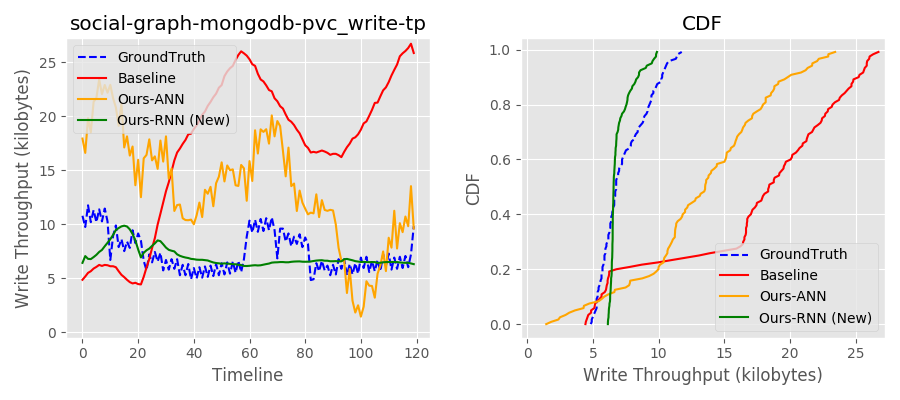 social-graph-mongodb-pvc_write-tp
Write Throughput (kilobytes)
25
20
15
10
5
0
GroundTruth
Baseline
Ours-ANN
Ours-RNN (New)
0
20
40
60
80
100
120
Timeline
CDF
CDF
1.0
0.8
0.6
0.4
0.2
0.0
GroundTruth
Baseline
Ours-ANN
Ours-RNN (New)
0
5
10
15
20
25
Write Throughput (kilobytes)